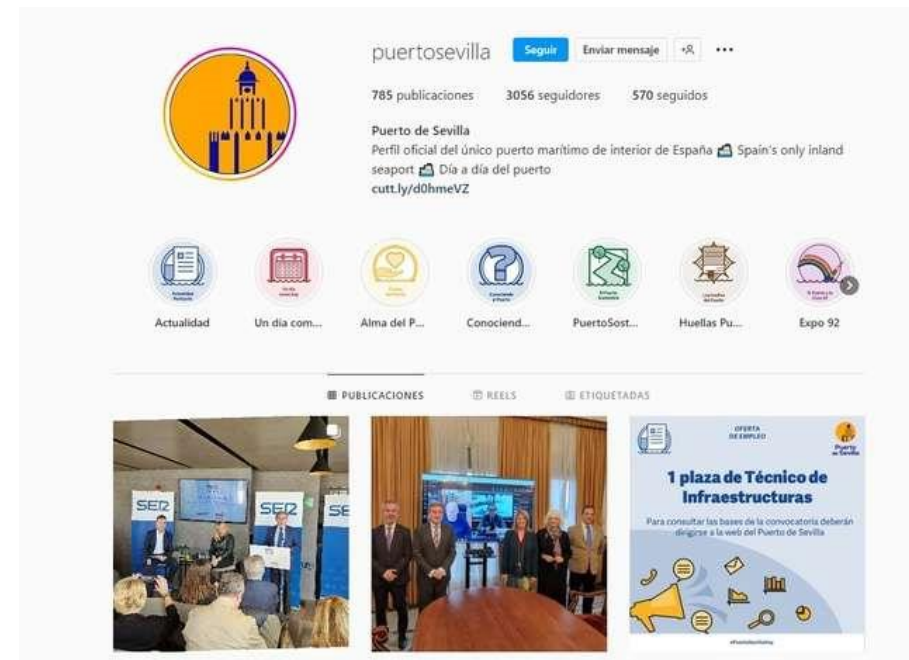 puertosevilla Seguir Enviar mensaje
785 publicaciones 3056 seguidores 570 seguidos
Puerto de Sevilla
Perfil oficial del único puerto marítimo de interior de España Spain's only inland
seaport Día a día del puerto
cutt.ly/d0hmeVZ
Actualidad
Un día com...
Alma del P...
Conociend...
PuertoSost...
Huellas Pu...
Expo 92
PUBLICACIONES REELS ETIQUETADAS
SER
SER
SE
OFERTA
DE EMPLEO
Puerto
de Sevilla
1 plaza de Técnico de
Infraestructuras
Para consultar las bases de la convocatoria deberán
dirigirse a la web del Puerto de Sevilla